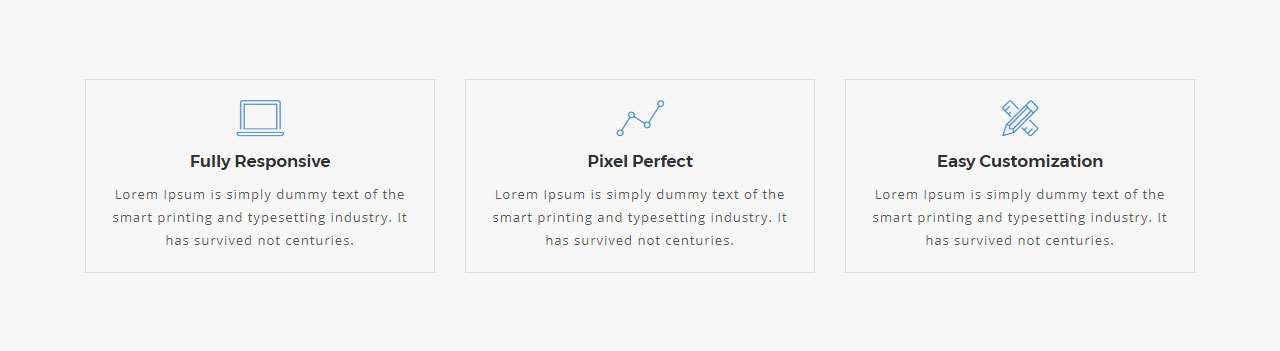 Fully Responsive
Lorem Ipsum is simply dummy text of the
smart printing and typesetting industry. It
has survived not centuries.
Pixel Perfect
Lorem Ipsum is simply dummy text of the
smart printing and typesetting industry. It
has survived not centuries.
Easy Customization
Lorem Ipsum is simply dummy text of the
smart printing and typesetting industry. It
has survived not centuries.